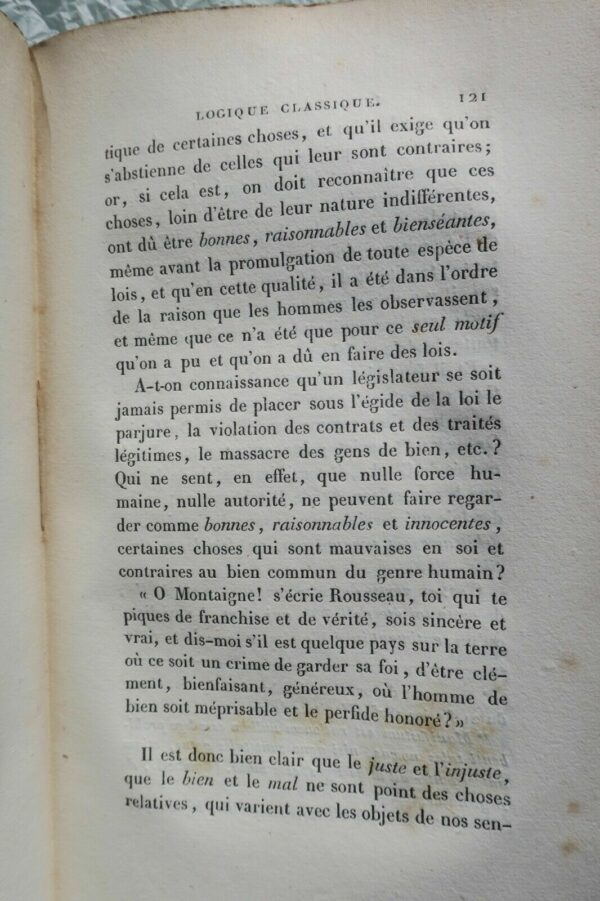 LOGIQUE CLASSIQUE. 121
tique de certaines choses, et qu'il exige qu'on
s'abstienne de celles qui leur sont contraires;
or, si cela est, on doit reconnaître que ces
choses, loin d'être de leur nature indifférentes,
ont dû être bonnes, raisonnables et bienséantes,
même avant la promulgation de toute espèce de
lois, et qu'en cette qualité, il a été dans l'ordre
de la raison que les hommes les observassent,
et même que ce n'a été que pour ce seul motif
qu'on a pu et qu'on a dû en faire des lois.
A-t-on connaissance qu'un législateur se soit
jamais permis de placer sous l'égide de la loi le
parjure, la violation des contrats et des traités
légitimes, le massacre des gens de bien, etc.?
Qui ne sent, en effet, que nulle force hu-
maine, nulle autorité, ne peuvent faire regar-
der comme bonnes, raisonnables et innocentes,
certaines choses qui sont mauvaises en soi et
contraires au bien commun du genre humain?
« O Montaigne! s'écrie Rousseau, toi qui te
piques de franchise et de vérité, sois sincère et
vrai, et dis-moi s'il est quelque pays sur la terre
où ce soit un crime de garder sa foi, d'être clé-
ment, bienfaisant, généreux, où l'homme de
bien soit méprisable et le perfide honoré?»
Il est donc bien clair que le juste et l'injuste,
que le bien et le mal ne sont point des choses
relatives, qui varient avec les objets de nos sen-